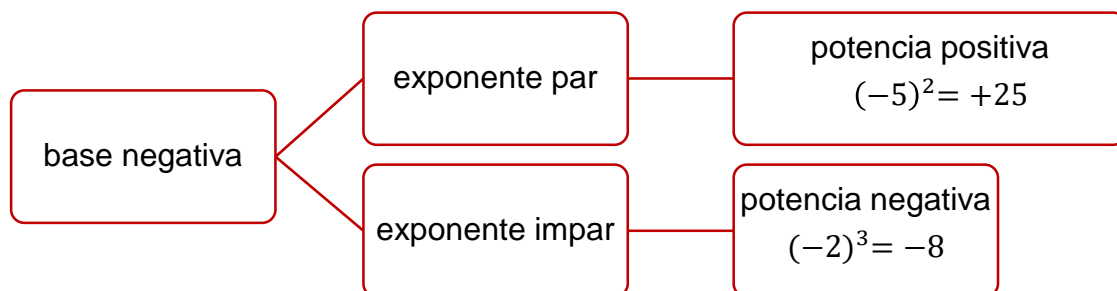 base negativa
exponente par
potencia positiva
(−5)²= +25
exponente impar
potencia negativa
(−2)³= −8